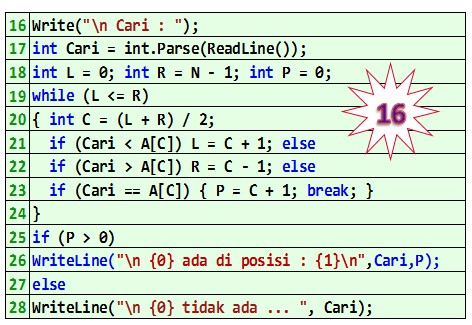 16 Write("\n Cari : ");
17 int Cari = int.Parse(ReadLine());
18 int L = 0; int R = N - 1; int P = 0;
19 while (L <= R)
20 { int C = (L + R) / 2;
21 if (Cari < A[C]) L = C + 1; else
22 if (Cari > A[C]) R = C - 1; else
23 if (Cari == A[C]) { P = C + 1; break; }
24 }
25 if (P > 0)
26 WriteLine("\n {0} ada di posisi : {1}\n",Cari,P);
27 else
28 WriteLine("\n {0} tidak ada ... ", Cari);
16